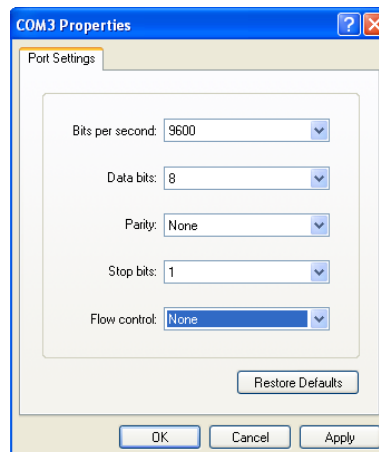 COM3 Properties
Port Settings
Bits per second: 9600
Data bits: 8
Parity: None
Stop bits: 1
Flow control: None
Restore Defaults
OK Cancel Apply